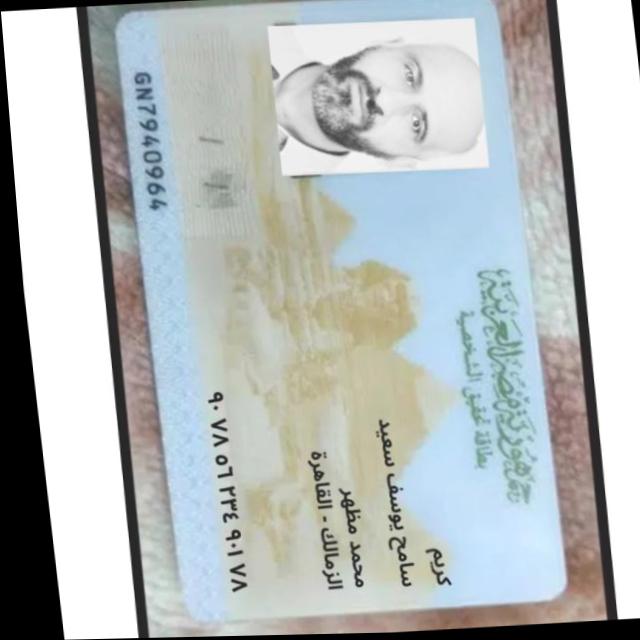 جمهورية مصر العربية
بطاقة تحقيق الشخصية
كريم
سامح يوسف سعيد
محمد مظهر
الزمالك - القاهرة
٩٠ ٧٨ ٥٦ ٢٣٤ ٩٠١ ٧٨
GN7940964